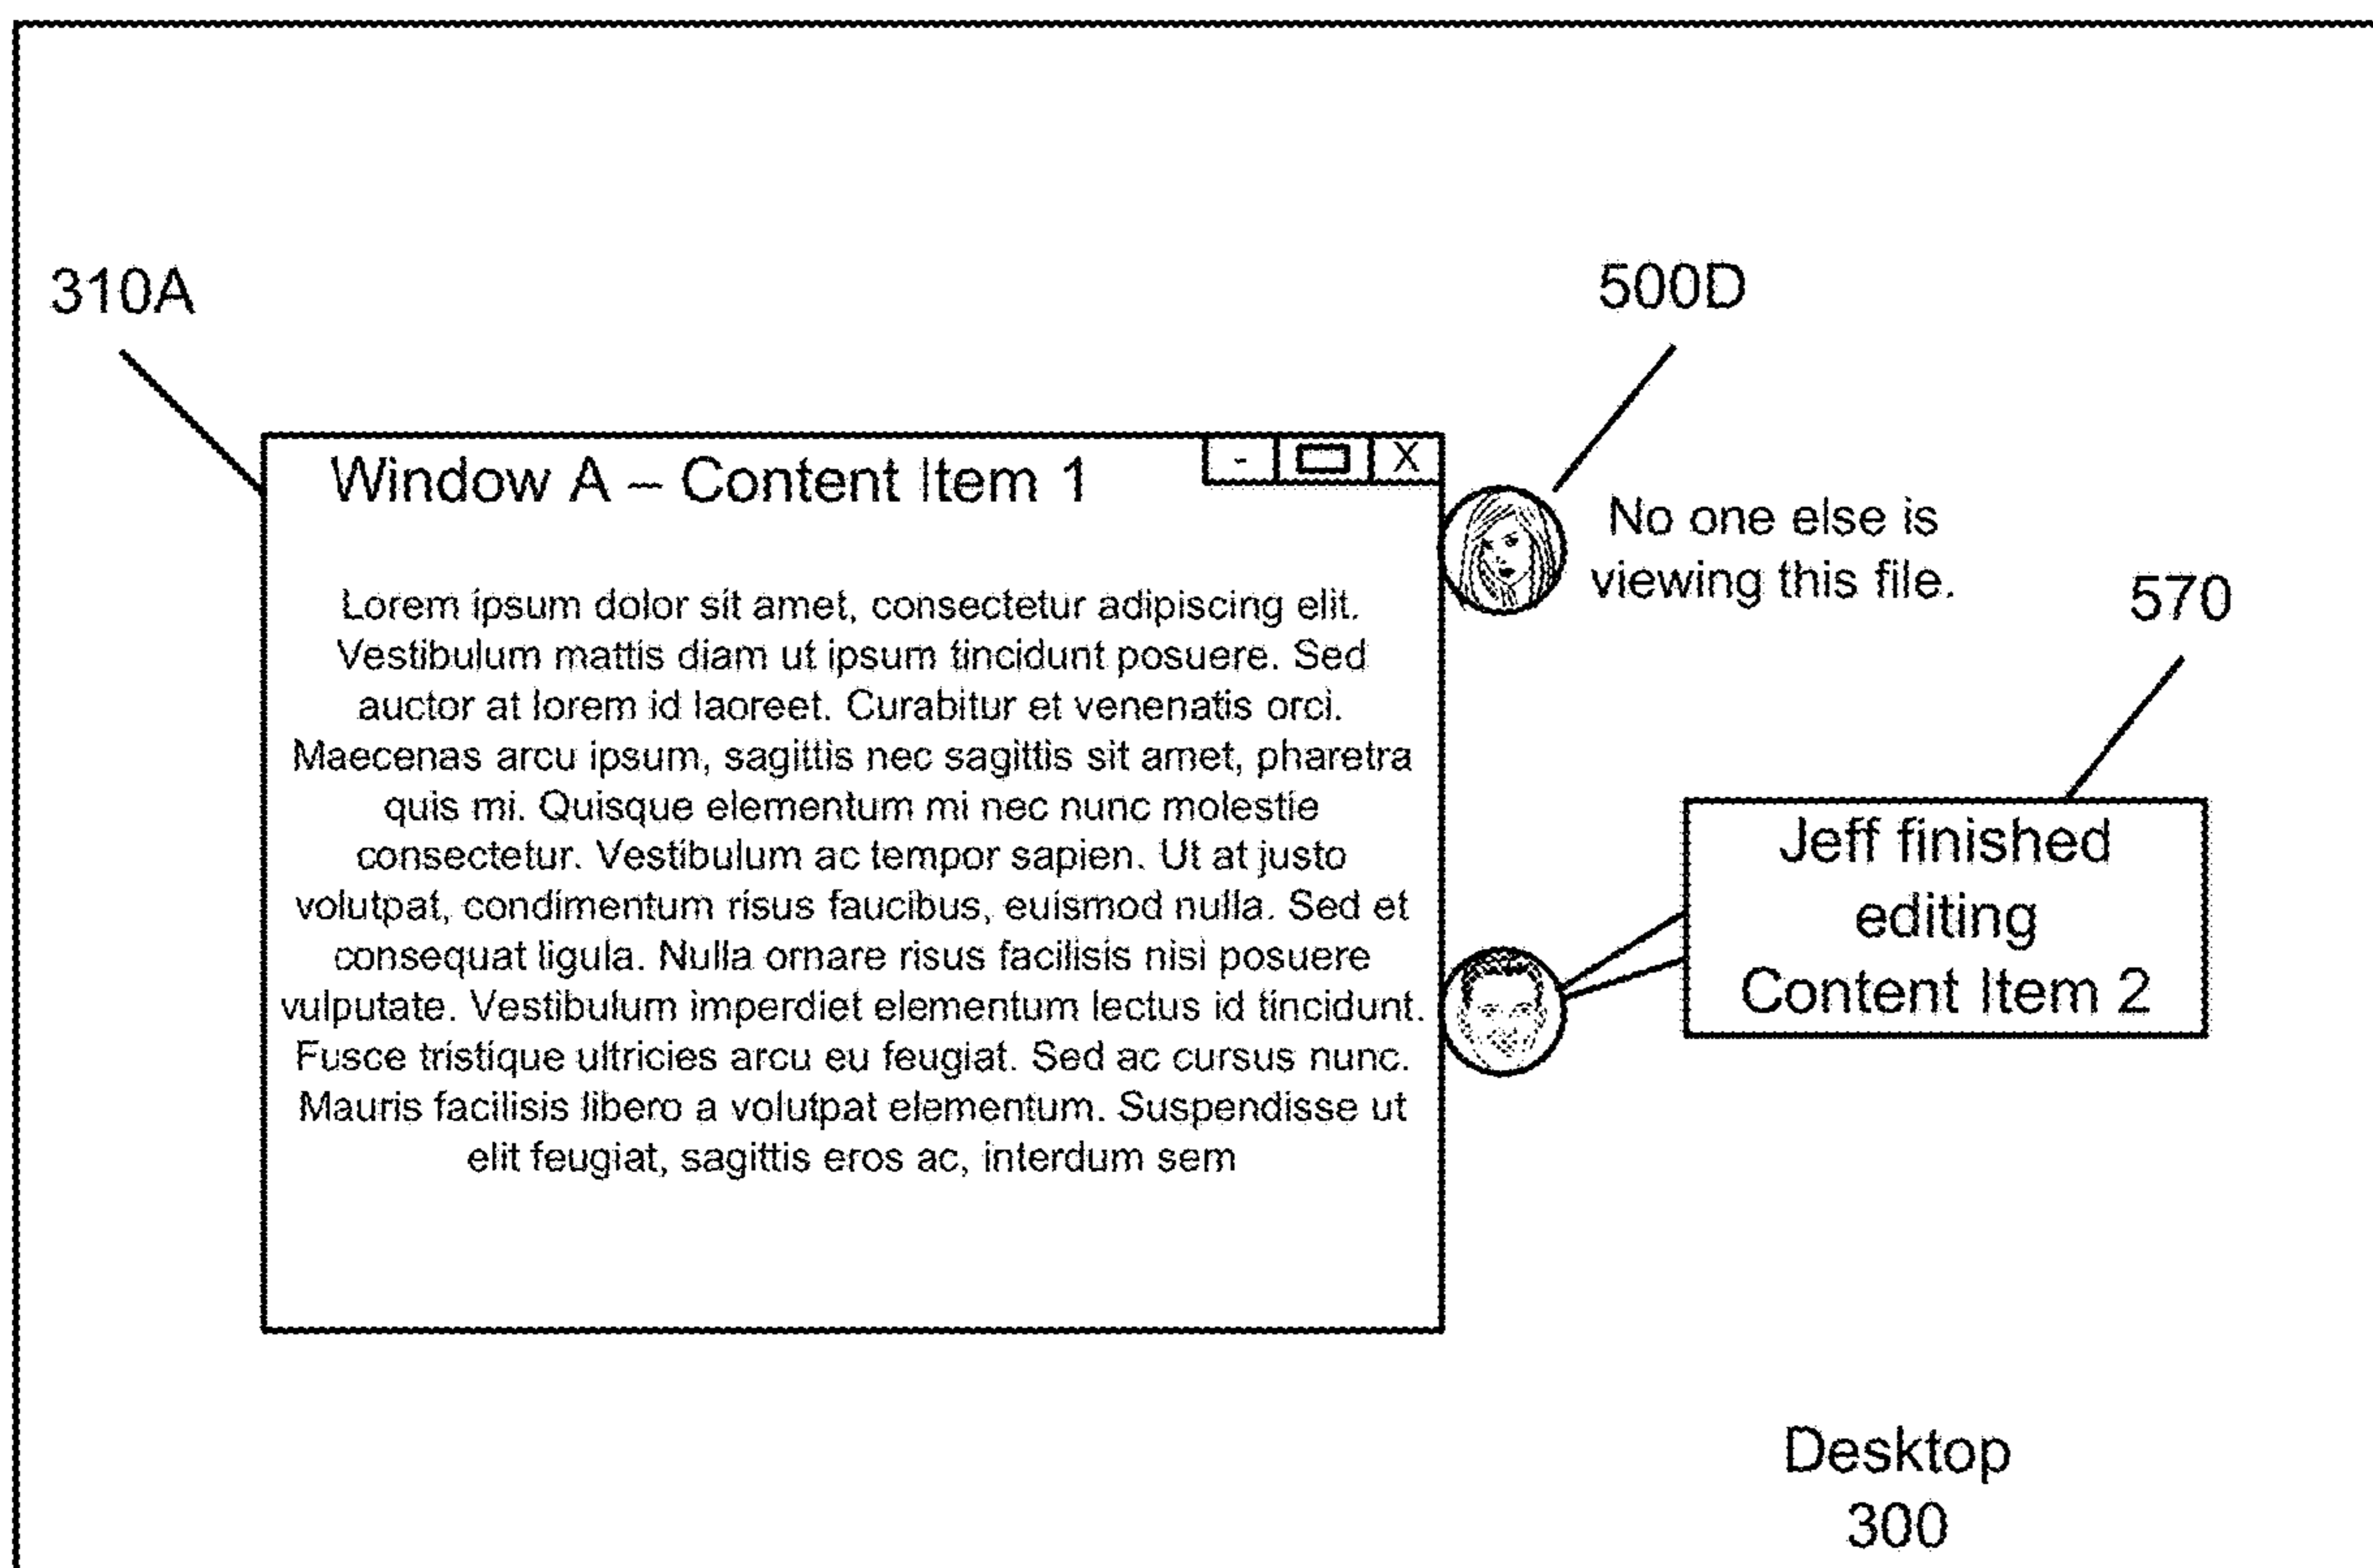 310A
500D
Window A – Content Item 1
- X
No one else is
viewing this file.
570
Lorem ipsum dolor sit amet, consectetur adipiscing elit.
Vestibulum mattis diam ut ipsum tincidunt posuere. Sed
auctor at lorem id laoreet. Curabitur et venenatis orci.
Maecenas arcu ipsum, sagittis nec sagittis sit amet, pharetra
quis mi. Quisque elementum mi nec nunc molestie
consectetur. Vestibulum ac tempor sapien. Ut at justo
volutpat, condimentum risus faucibus, euismod nulla. Sed et
consequat ligula. Nulla ornare risus facilisis nisi posuere
vulputate. Vestibulum imperdiet elementum lectus id tincidunt.
Fusce tristique ultricies arcu eu feugiat. Sed ac cursus nunc.
Mauris facilisis libero a volutpat elementum. Suspendisse ut
elit feugiat, sagittis eros ac, interdum sem
Jeff finished
editing
Content Item 2
Desktop
300